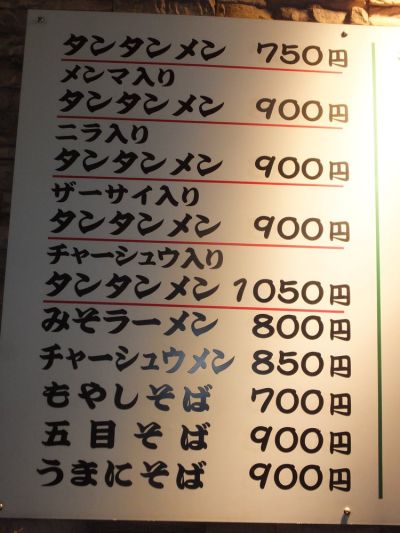 タンタンメン 750円
メンマ入り
タンタンメン 900円
ニラ入り
タンタンメン 900円
ザーサイ入り
タンタンメン 900円
チャーシュウ入り
タンタンメン 1050円
みそラーメン 800円
チャーシュウメン 850円
もやしそば 700円
五目そば 900円
うまにそば 900円